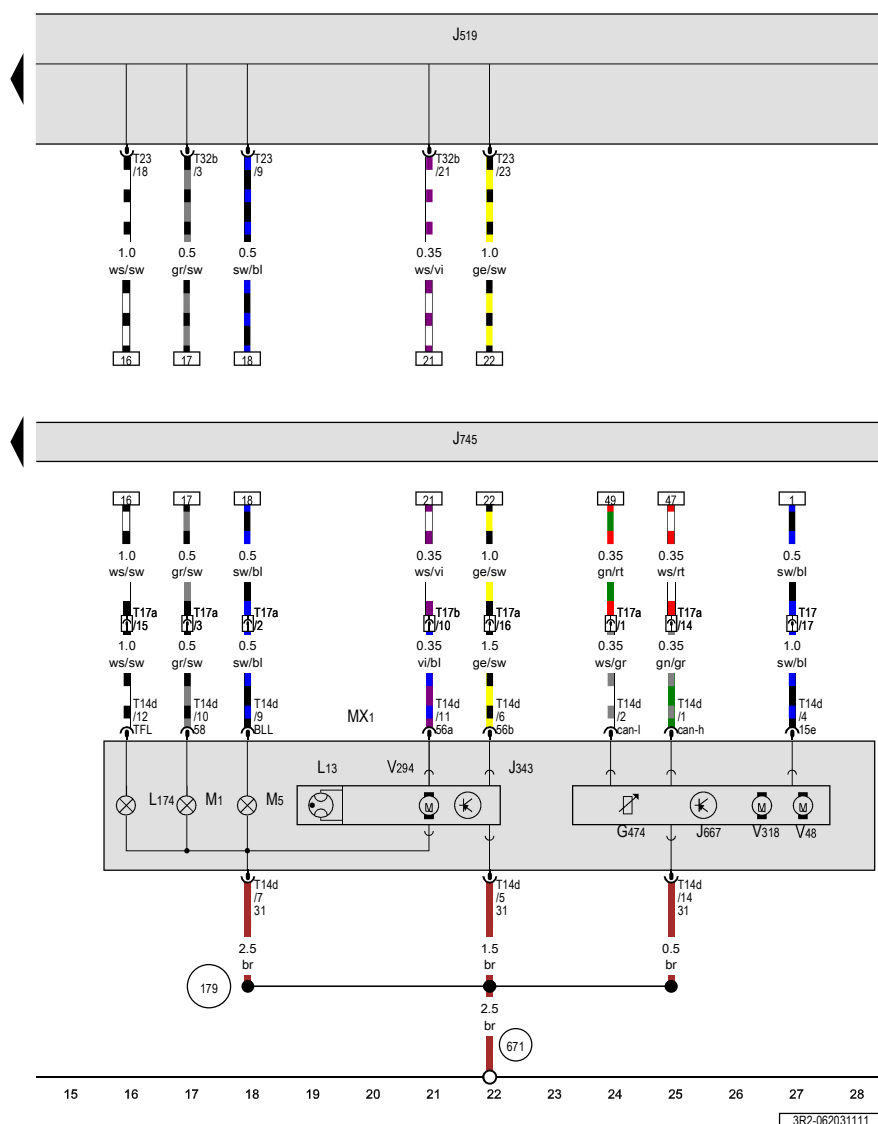 J519
T23 T32b T23 T32b T23
/18 /3 /9 /21 /23
1.0 0.5 0.5 0.35 1.0
ws/sw gr/sw sw/bl ws/vi ge/sw
16 17 18 21 22
J745
16 17 18 21 22 49 47 1
1.0 0.5 0.5 0.35 1.0 0.35 0.35 0.5
ws/sw gr/sw sw/bl ws/vi ge/sw gn/rt ws/rt sw/bl
T17a T17a T17a T17b T17a T17a T17a T17
/15 /3 /2 /10 /16 /1 /14 /17
1.0 0.5 0.5 0.35 1.5 0.35 0.35 1.0
ws/sw gr/sw sw/bl vi/bl ge/sw ws/gr gn/gr sw/bl
T14d T14d T14d T14d T14d T14d T14d T14d
/12 /10 /9 MX1 /11 /6 /2 /1 /4
TFL 58 BLL 56a 56b can-l can-h 15e
L13 V294 J343
L174 M1 M5 M M M
G474 J667 V318 V48
T14d T14d T14d
/7 /5 /14
31 31 31
2.5 1.5 0.5
br br br
179
2.5
br
671
15 16 17 18 19 20 21 22 23 24 25 26 27 28
3R2-062031111